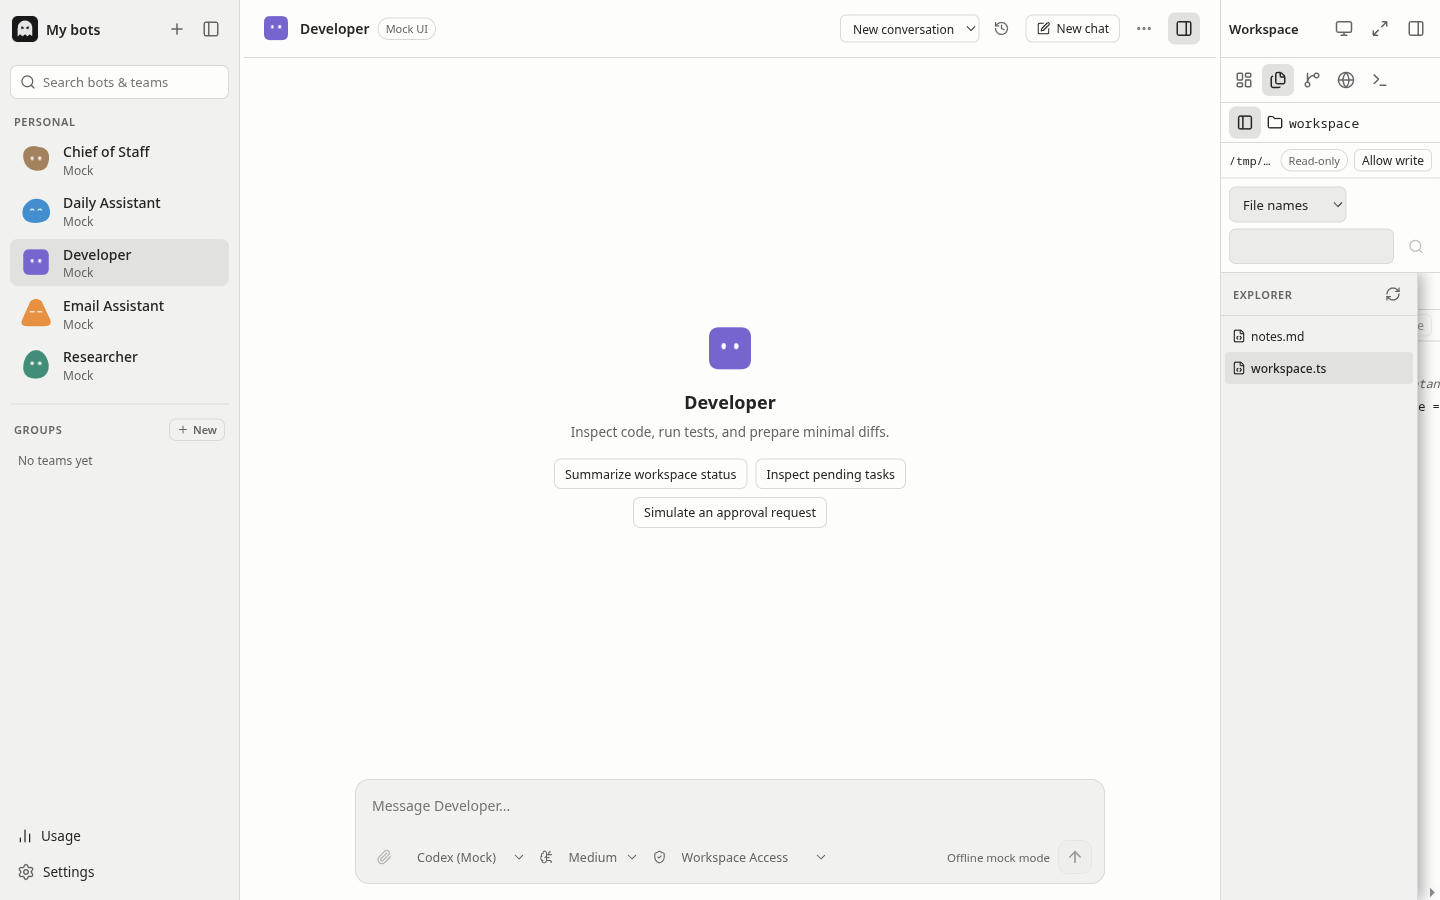 My bots
Search bots & teams
PERSONAL
Chief of Staff
Mock
Daily Assistant
Mock
Developer
Mock
Email Assistant
Mock
Researcher
Mock
GROUPS
New
No teams yet
Usage
Settings
Developer
Mock UI
New conversation
New chat
Developer
Inspect code, run tests, and prepare minimal diffs.
Summarize workspace status
Inspect pending tasks
Simulate an approval request
Message Developer...
Codex (Mock)
Medium
Workspace Access
Offline mock mode
Workspace
workspace
/tmp/…
Read-only
Allow write
File names
EXPLORER
notes.md
workspace.ts
e =